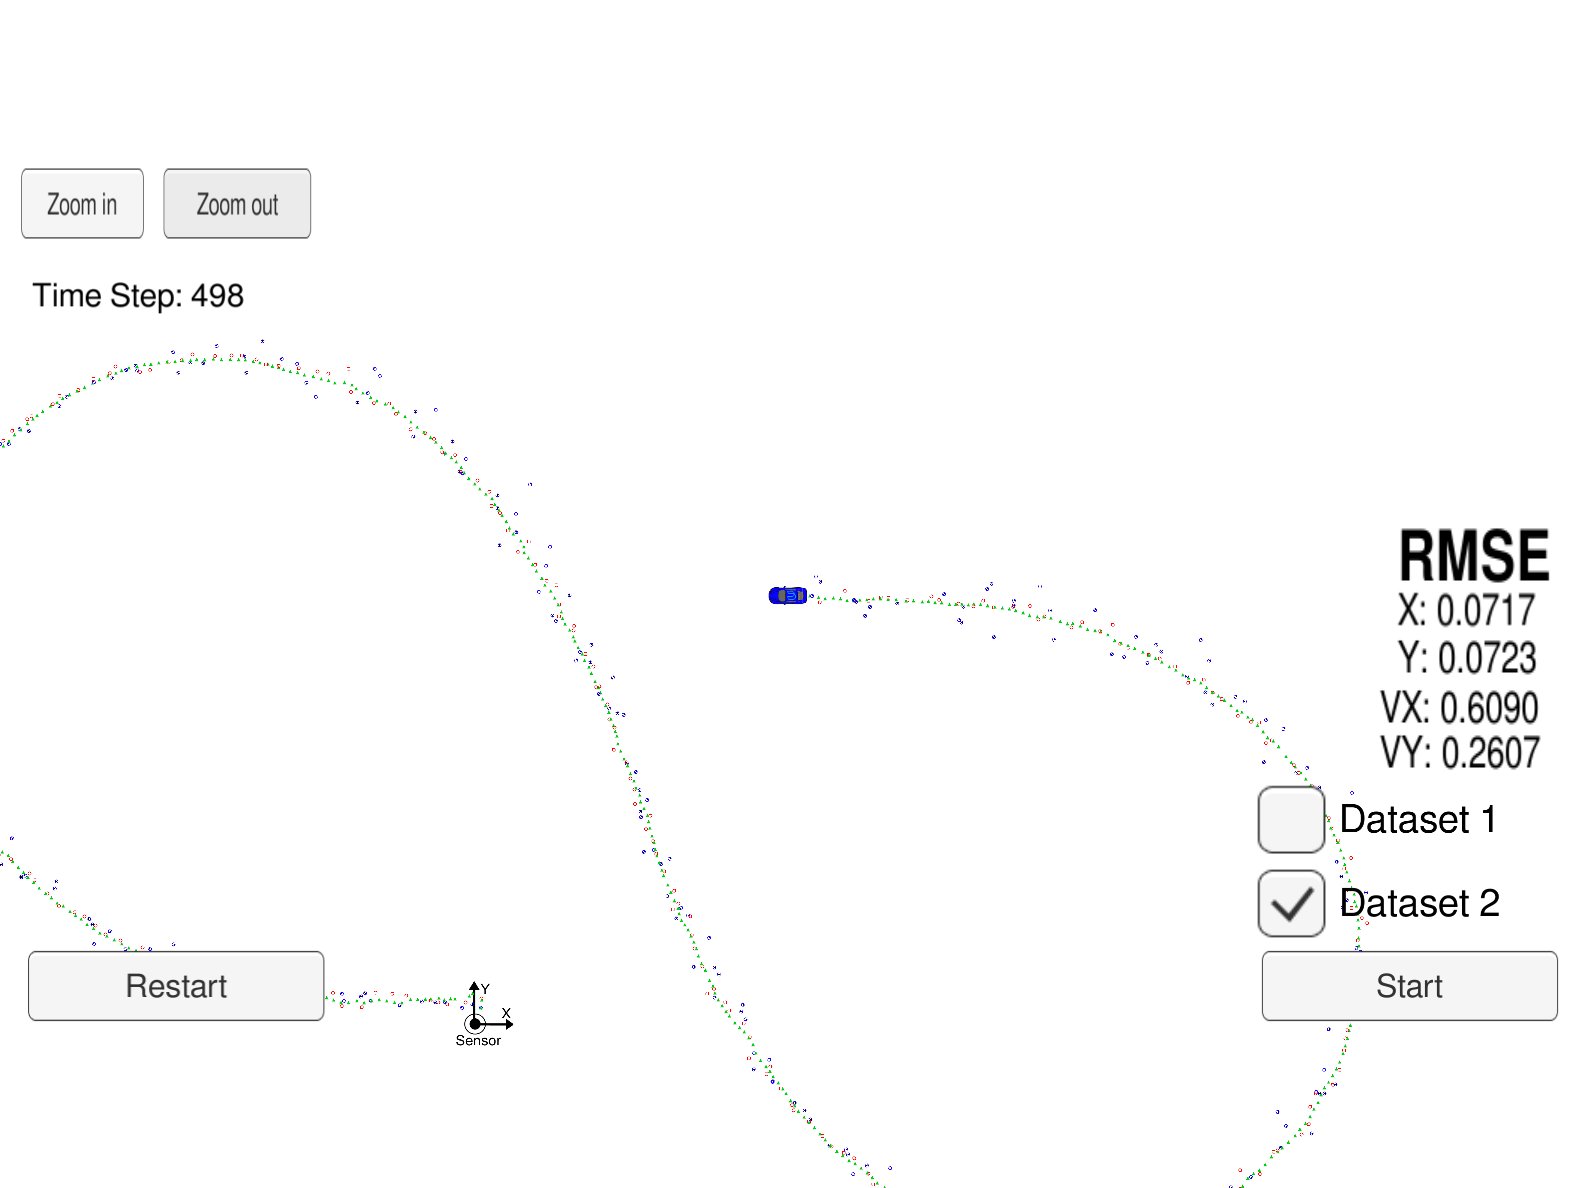 Zoom in
Zoom out
Time Step: 498
RMSE
X: 0.0717
Y: 0.0723
VX: 0.6090
VY: 0.2607
Dataset 1
Dataset 2
Restart
Y
X
Sensor
Start